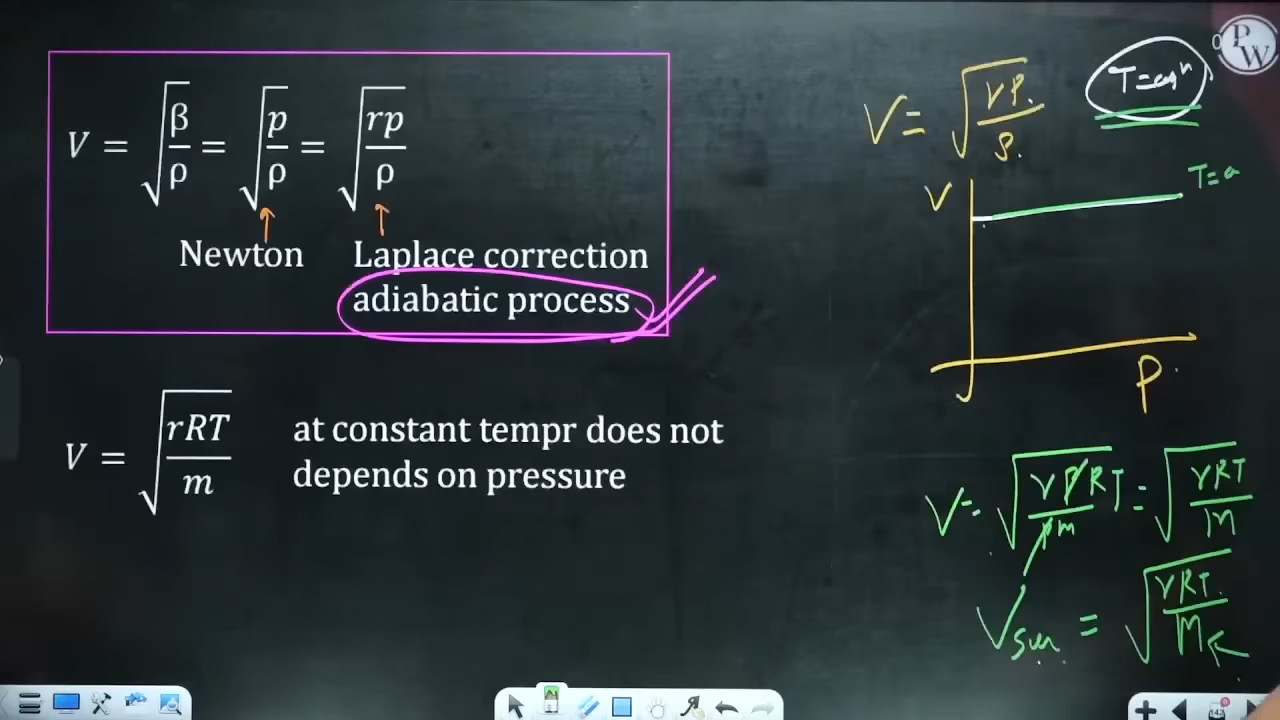 V = √β/ρ = √p/ρ = √rp/ρ
Newton
Laplace correction
adiabatic process
V = √rRT/m
at constant tempr does not
depends on pressure
PW
V = √γP/ρ
V
P
V = √γPRT/PM = √γRT/M
= √γRT/M